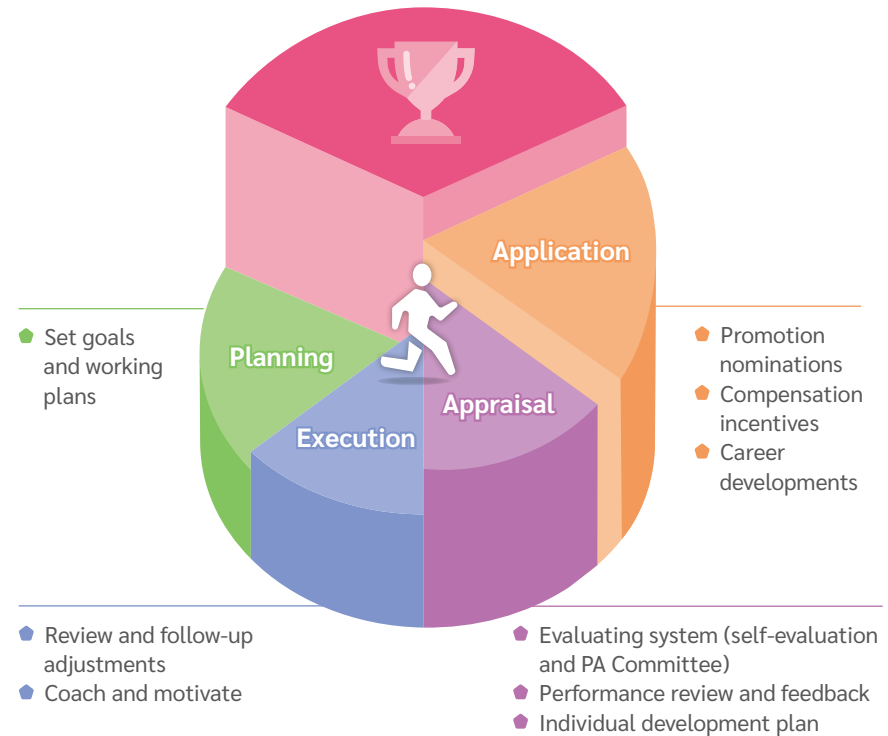 Application
Planning
Appraisal
Execution
Set goals
and working
plans
Promotion
nominations
Compensation
incentives
Career
developments
Review and follow-up
adjustments
Coach and motivate
Evaluating system (self-evaluation
and PA Committee)
Performance review and feedback
Individual development plan